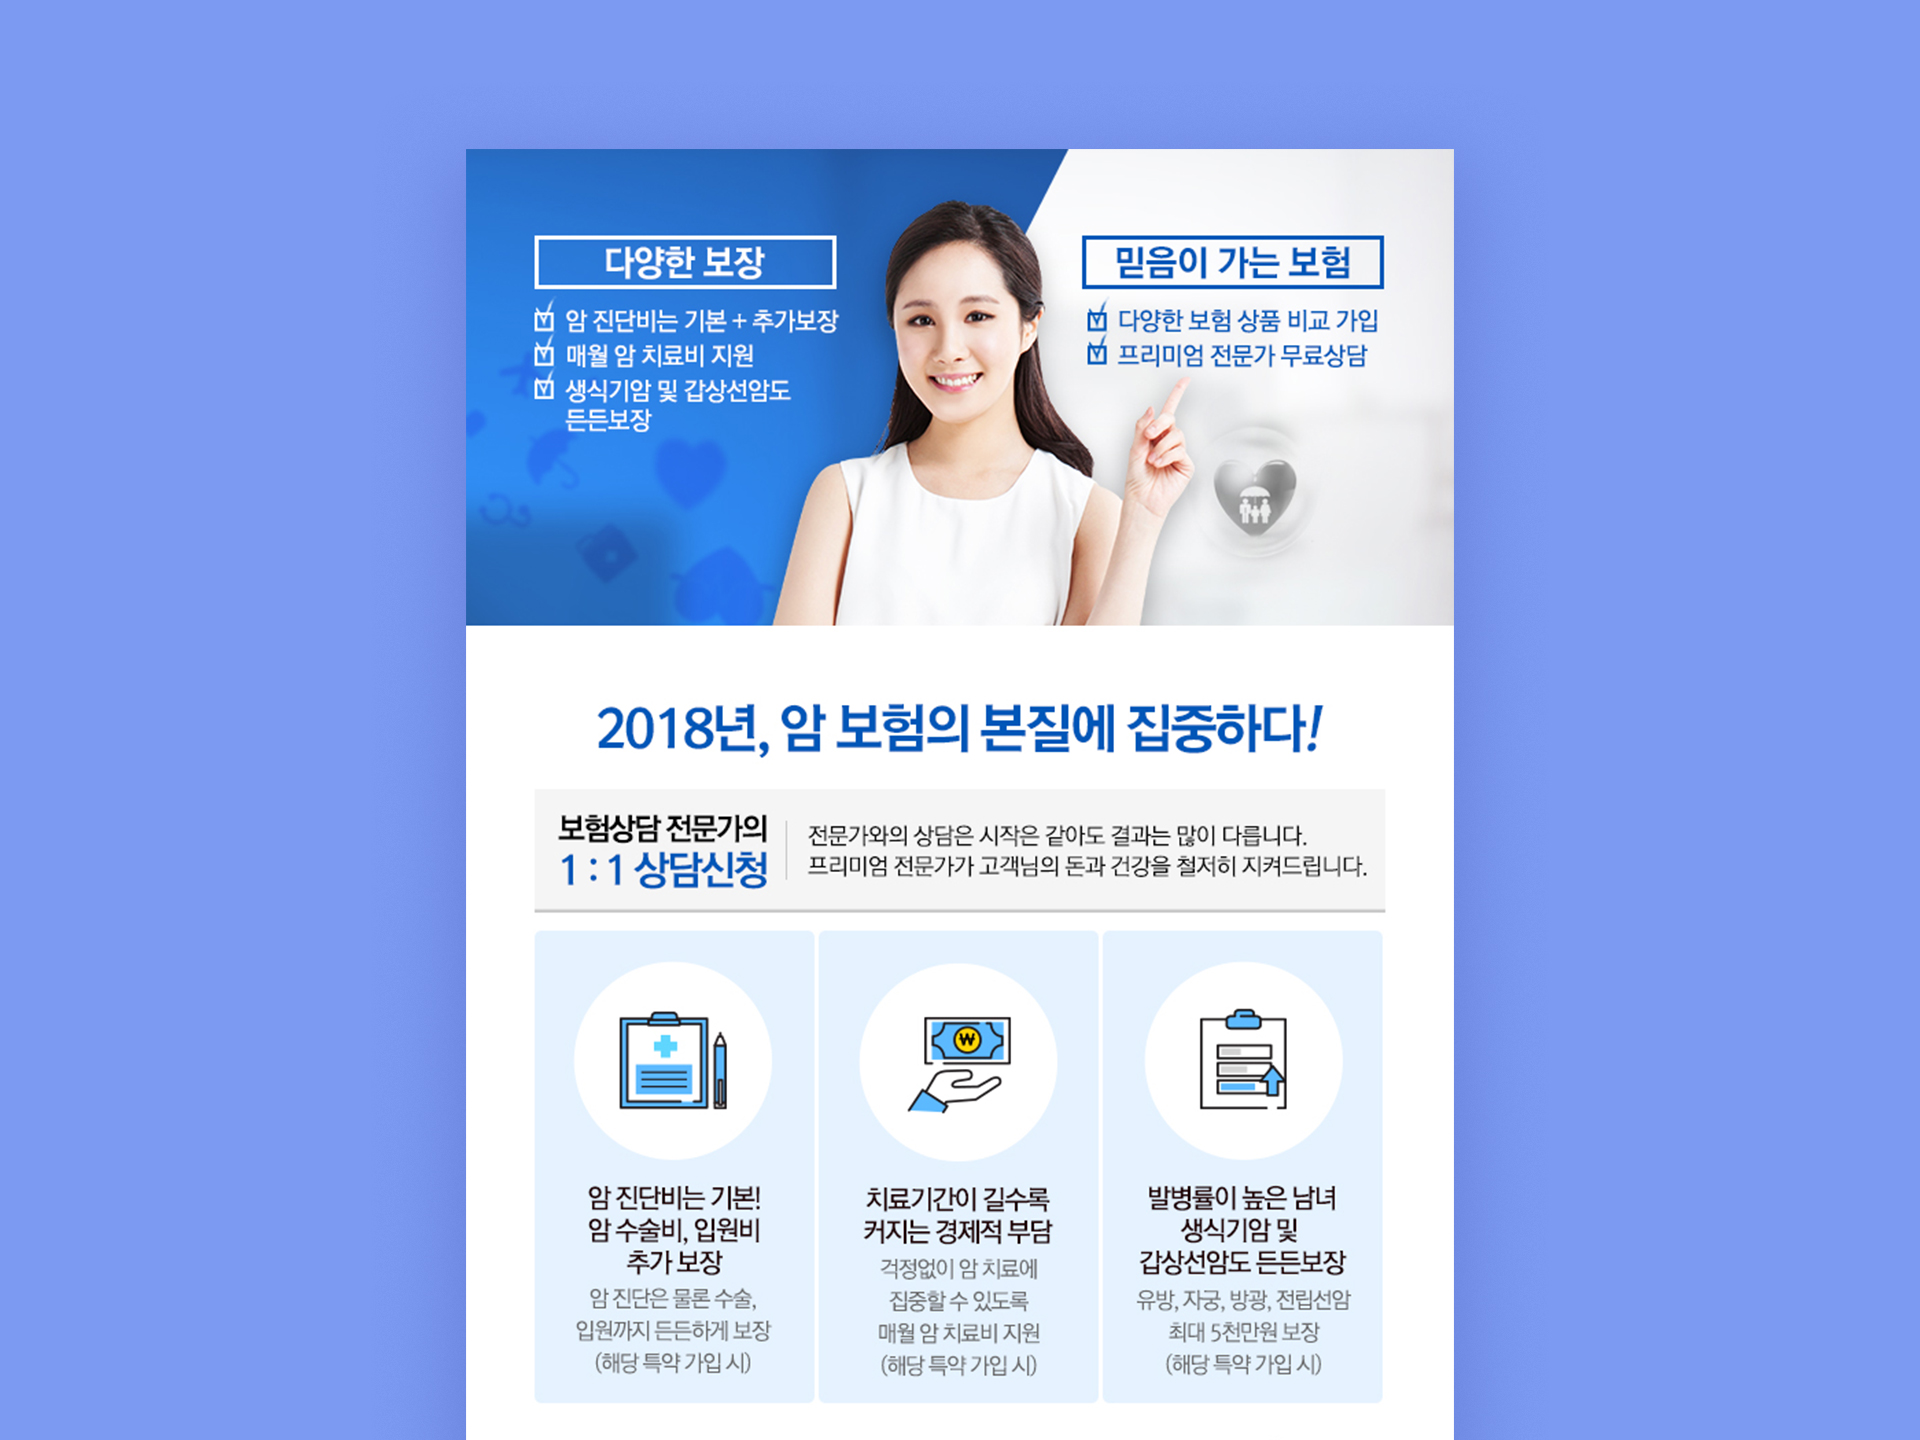 다양한 보장
암 진단비는 기본 + 추가보장
매월 암 치료비 지원
생식기암 및 갑상선암도
든든보장
믿음이 가는 보험
다양한 보험 상품 비교 가입
프리미엄 전문가 무료상담
2018년, 암 보험의 본질에 집중하다!
보험상담 전문가의
1 : 1 상담신청
전문가와의 상담은 시작은 같아도 결과는 많이 다릅니다.
프리미엄 전문가가 고객님의 돈과 건강을 철저히 지켜드립니다.
암 진단비는 기본!
암 수술비, 입원비
추가 보장
암 진단은 물론 수술,
입원까지 든든하게 보장
(해당 특약 가입 시)
₩
치료기간이 길수록
커지는 경제적 부담
걱정없이 암 치료에
집중할 수 있도록
매월 암 치료비 지원
(해당 특약 가입 시)
발병률이 높은 남녀
생식기암 및
갑상선암도 든든보장
유방, 자궁, 방광, 전립선암
최대 5천만원 보장
(해당 특약 가입 시)